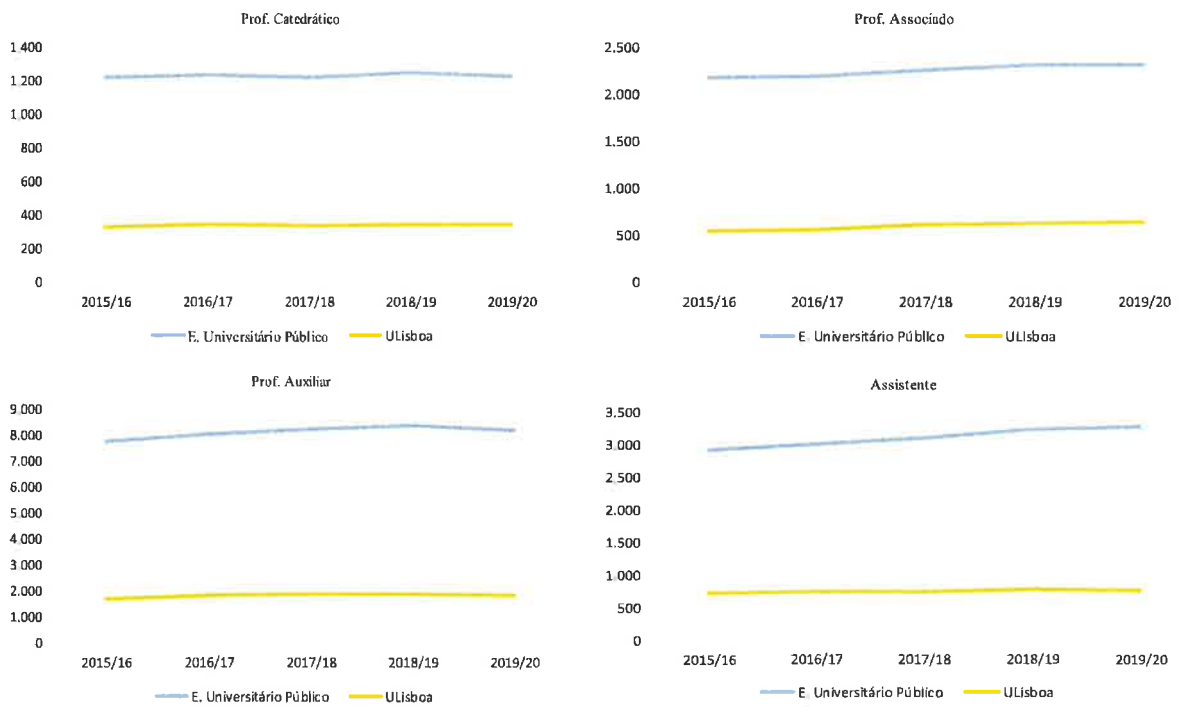 Prof. Catedrático
1.400
1.200
1.000
800
600
400
200
0
2015/16 2016/17 2017/18 2018/19 2019/20
E. Universitário Público ULisboa
Prof. Associado
2.500
2.000
1.500
1.000
500
0
2015/16 2016/17 2017/18 2018/19 2019/20
E. Universitário Público ULisboa
Prof. Auxiliar
9.000
8.000
7.000
6.000
5.000
4.000
3.000
2.000
1.000
0
2015/16 2016/17 2017/18 2018/19 2019/20
E. Universitário Público ULisboa
Assistente
3.500
3.000
2.500
2.000
1.500
1.000
500
0
2015/16 2016/17 2017/18 2018/19 2019/20
E. Universitário Público ULisboa